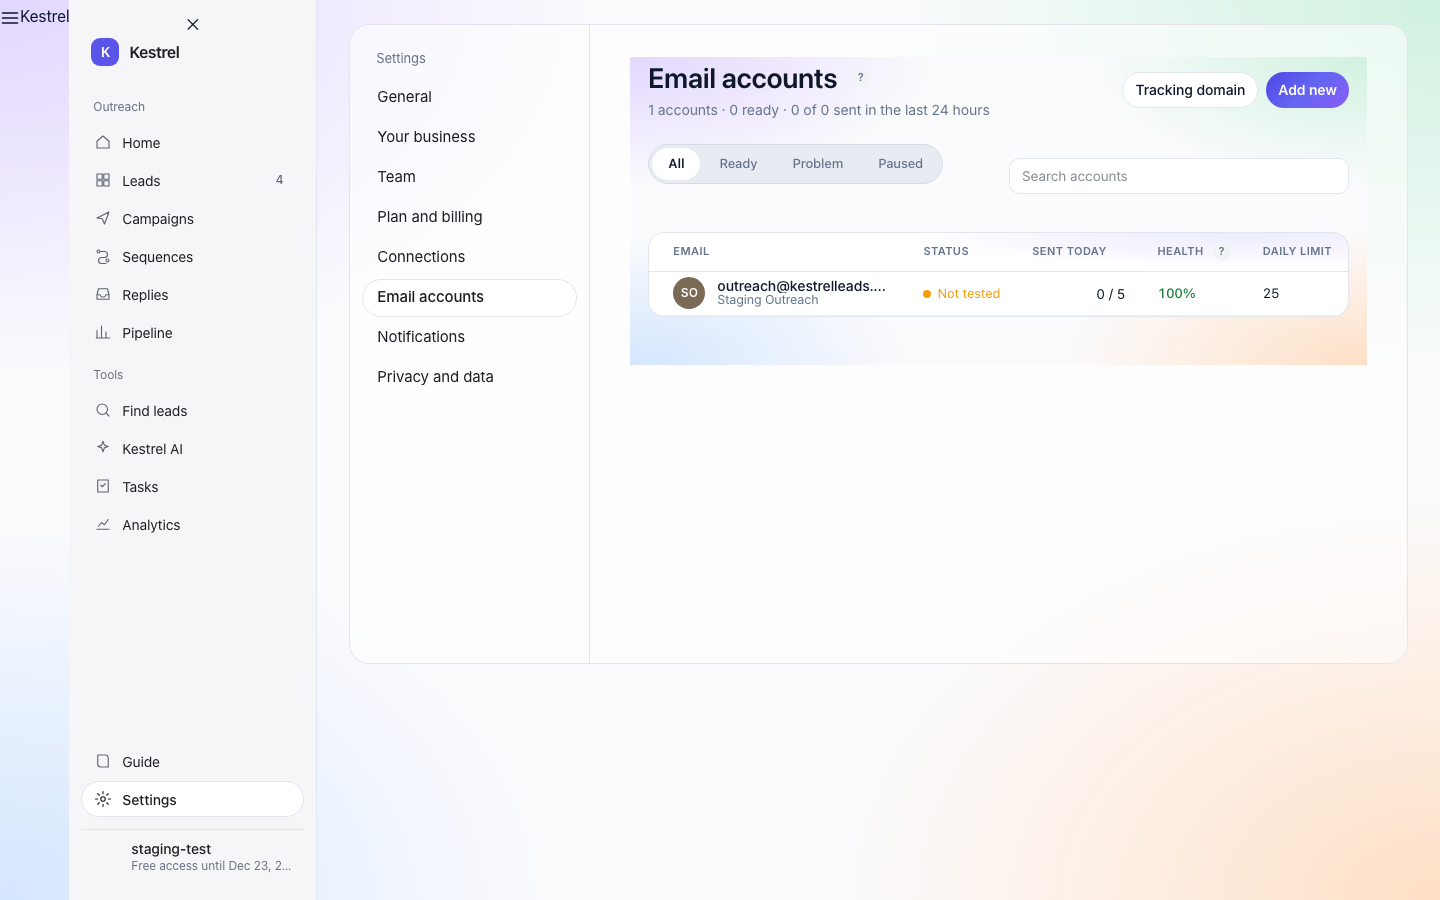 Kestrel
K Kestrel
Outreach
Home
Leads 4
Campaigns
Sequences
Replies
Pipeline
Tools
Find leads
Kestrel AI
Tasks
Analytics
Guide
Settings
staging-test
Free access until Dec 23, 2...
Settings
General
Your business
Team
Plan and billing
Connections
Email accounts
Notifications
Privacy and data
Email accounts ?
1 accounts · 0 ready · 0 of 0 sent in the last 24 hours
Tracking domain Add new
All Ready Problem Paused
Search accounts
EMAIL STATUS SENT TODAY HEALTH ? DAILY LIMIT
SO outreach@kestrelleads.... Not tested 0 / 5 100% 25
Staging Outreach